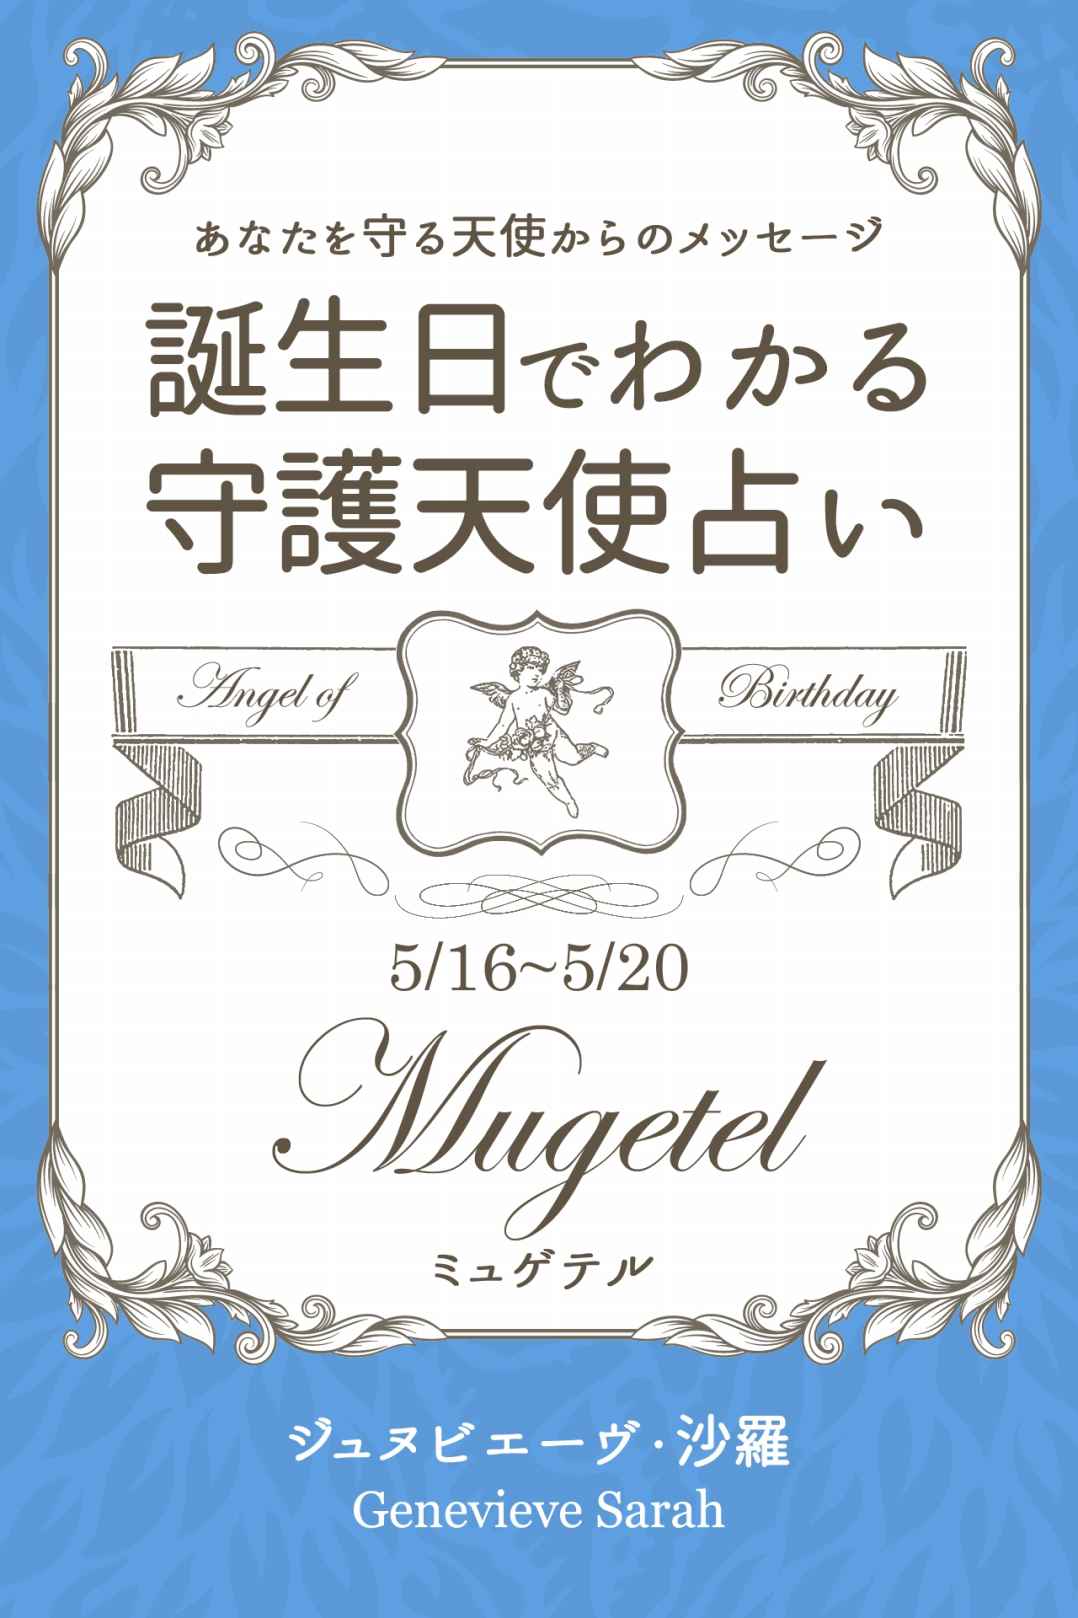 あなたを守る天使からのメッセージ
誕生日でわかる
守護天使占い
Angel of Birthday
5/16~5/20
Mugetel
ミュゲテル
ジュヌビエーヴ・沙羅
Genevieve Sarah